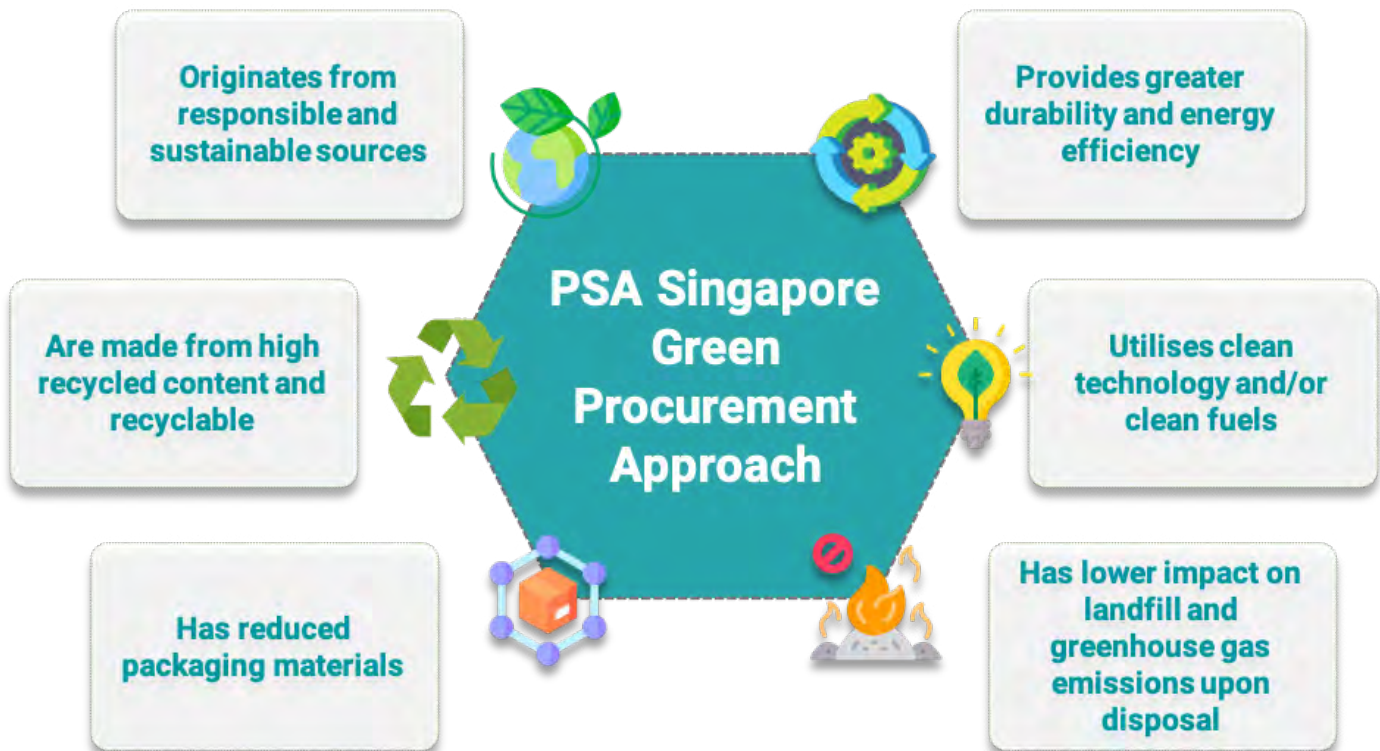 Originates from
responsible and
sustainable sources
Provides greater
durability and energy
efficiency
PSA Singapore
Green
Procurement
Approach
Are made from high
recycled content and
recyclable
Utilises clean
technology and/or
clean fuels
Has reduced
packaging materials
Has lower impact on
landfill and
greenhouse gas
emissions upon
disposal